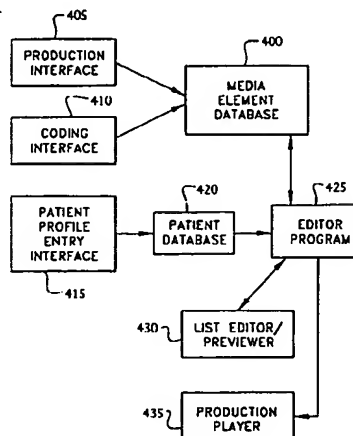 405
PRODUCTION
INTERFACE
410
CODING
INTERFACE
400
MEDIA
ELEMENT
DATABASE
PATIENT
PROFILE
ENTRY
INTERFACE
415
420
PATIENT
DATABASE
425
EDITOR
PROGRAM
430
LIST EDITOR/
PREVIEWER
435
PRODUCTION
PLAYER